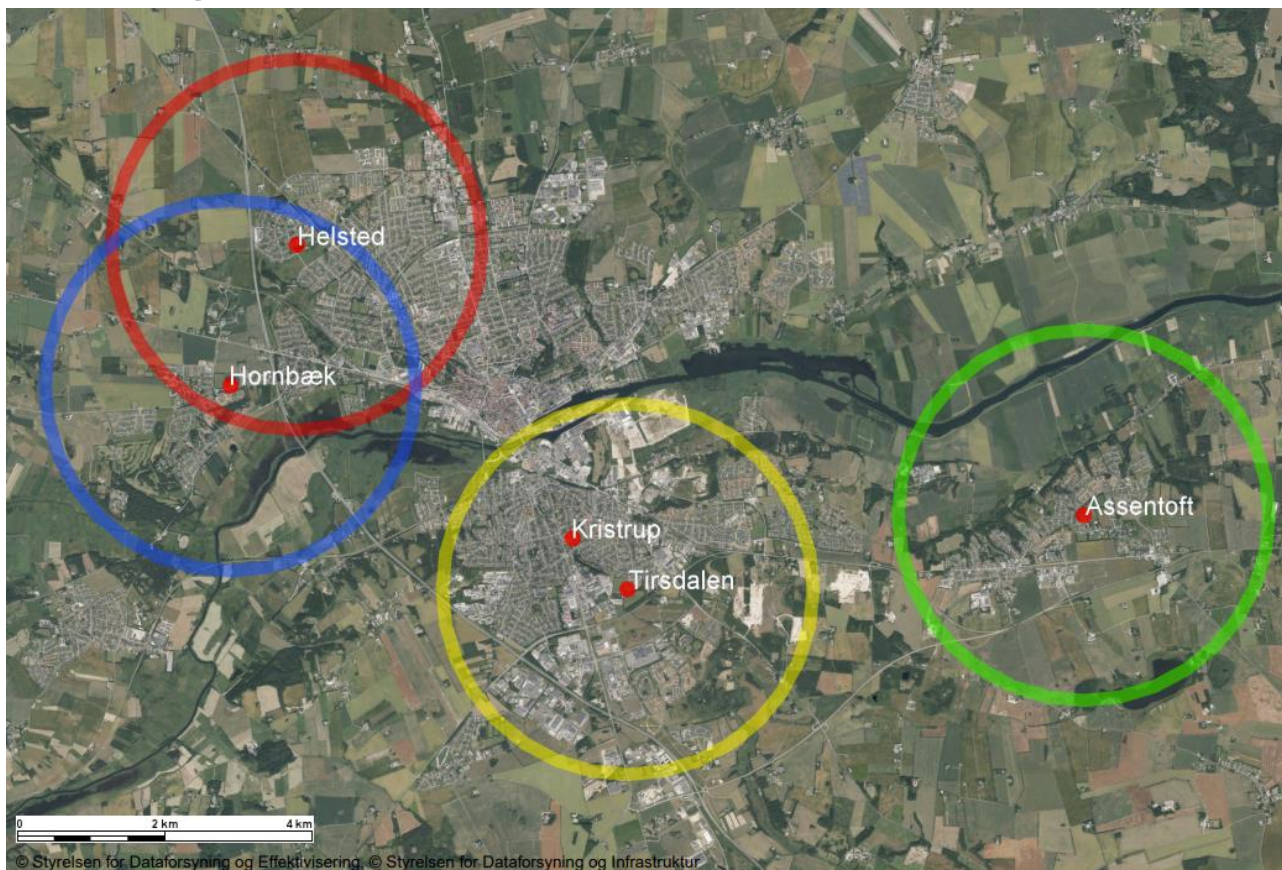 Helsted
Hornbæk
Kristrup
Assentoft
Tirsdalen
0 2 km 4 km
© Styrelsen for Dataforsyning og Effektivisering, © Styrelsen for Dataforsyning og Infrastruktur